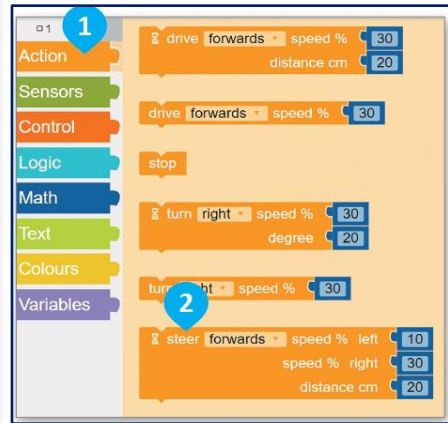 1
1
Action
Sensors
Control
Logic
Math
Text
Colours
Variables
drive forwards speed % 30
distance cm 20
drive forwards speed % 30
stop
turn right speed % 30
degree 20
speed % 30
2
steer forwards speed % left 10
speed % right 30
distance cm 20